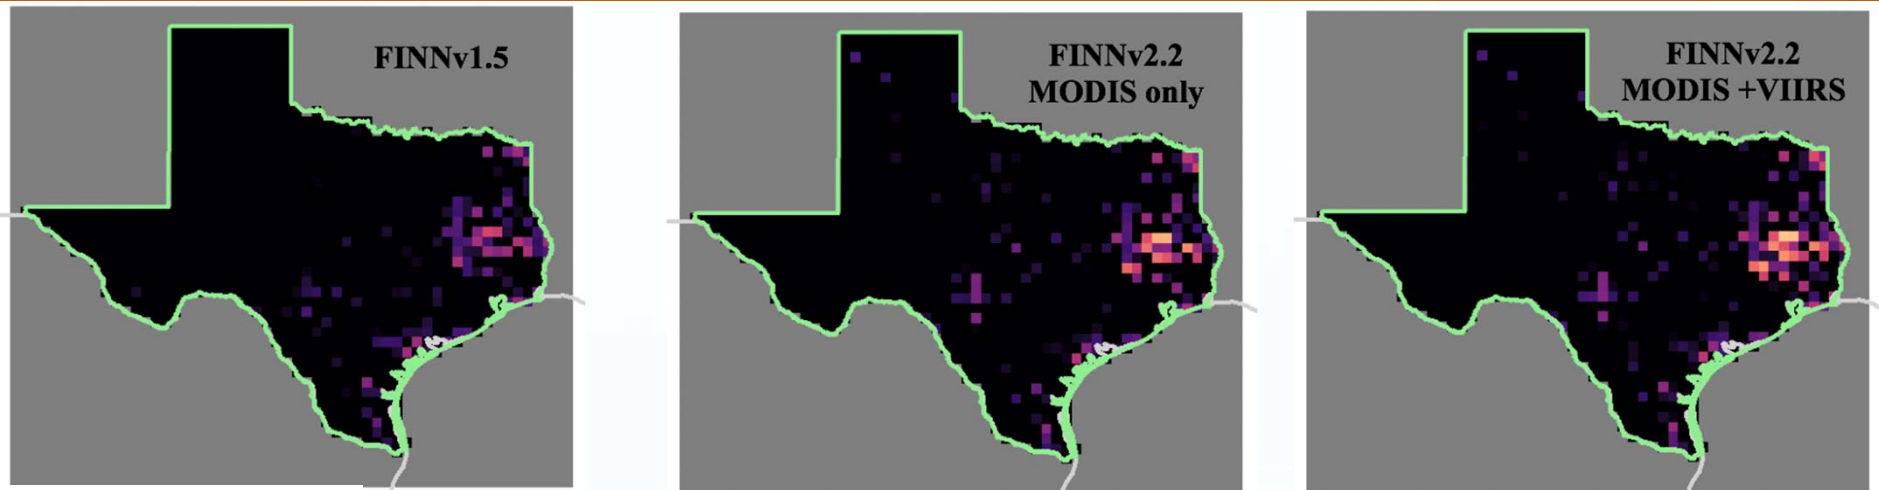 FINNv1.5
FINNv2.2
MODIS only
FINNv2.2
MODIS +VIIRS